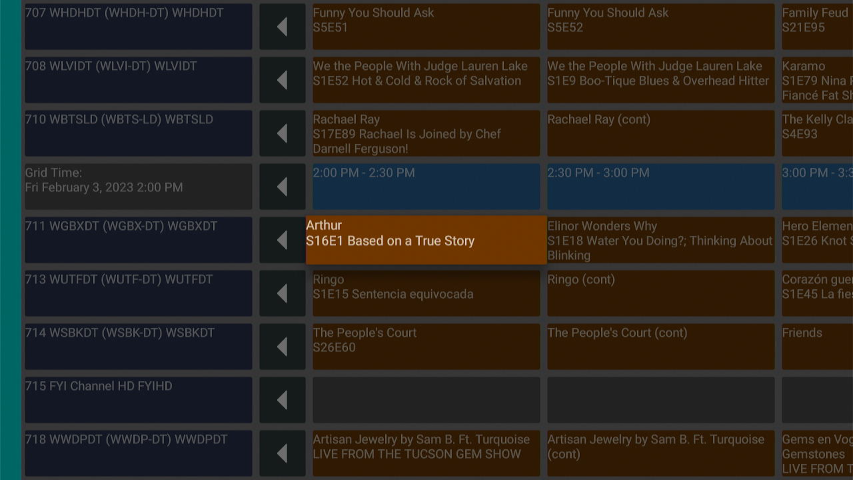 707 WHDHDT (WHDH-DT) WHDHDT
Funny You Should Ask
S5E51
Funny You Should Ask
S5E52
Family Feud
S21E95
708 WLVIDT (WLVI-DT) WLVIDT
We the People With Judge Lauren Lake
S1E52 Hot & Cold & Rock of Salvation
We the People With Judge Lauren Lake
S1E9 Boo-Tique Blues & Overhead Hitter
Karamo
S1E79 Nina
Fiancé Fat
710 WBTSLD (WBTS-LD) WBTSLD
Rachael Ray
S17E89 Rachael Is Joined by Chef
Darnell Ferguson!
Rachael Ray (cont)
The Kelly
S4E93
Grid Time:
Fri February 3, 2023 2:00 PM
2:00 PM - 2:30 PM
2:30 PM - 3:00 PM
3:00 PM -
711 WGBXDT (WGBX-DT) WGBXDT
Arthur
S16E1 Based on a True Story
Elinor Wonders Why
S1E18 Water You Doing?; Thinking About
Blinking
Hero
S1E26 Knot
713 WUTFDT (WUTF-DT) WUTFDT
Ringo
S1E15 Sentencia equivocada
Ringo (cont)
Corazón
S1E45 La
714 WSBKDT (WSBK-DT) WSBKDT
The People's Court
S26E60
The People's Court (cont)
Friends
715 FYI Channel HD FYIHD
718 WWDPDT (WWDP-DT) WWDPDT
Artisan Jewelry by Sam B. Ft. Turquoise
LIVE FROM THE TUCSON GEM SHOW
Artisan Jewelry by Sam B. Ft. Turquoise
(cont)
Gems en
Gemstones
LIVE FROM